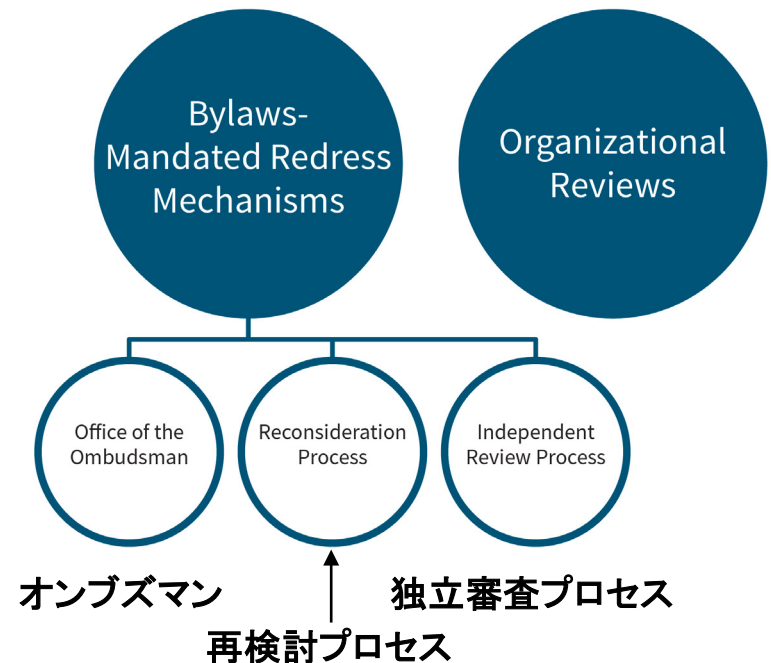 Bylaws-
Mandated Redress
Mechanisms
Organizational
Reviews
Office of the
Ombudsman
Reconsideration
Process
Independent
Review Process
オンブズマン
独立審査プロセス
再検討プロセス